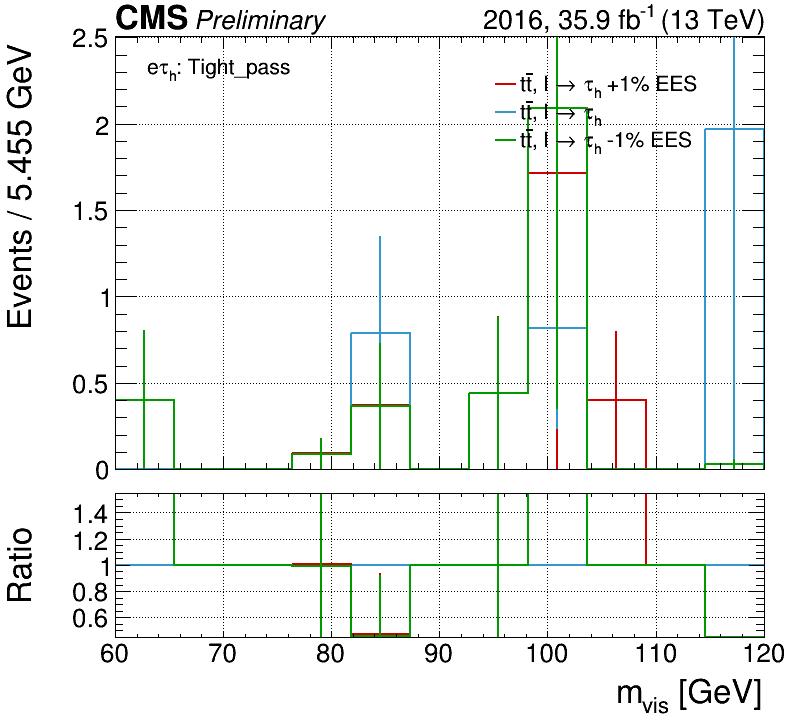 CMS Preliminary 2016, 35.9 fb⁻¹ (13 TeV)
eτₕ: Tight_pass
tt̄, l → τₕ +1% EES
tt̄, l → τₕ
tt̄, l → τₕ -1% EES
Events / 5.455 GeV
2.5
2
1.5
1
0.5
0
Ratio
1.4
1.2
1
0.8
0.6
60 70 80 90 100 110 120
m_vis [GeV]